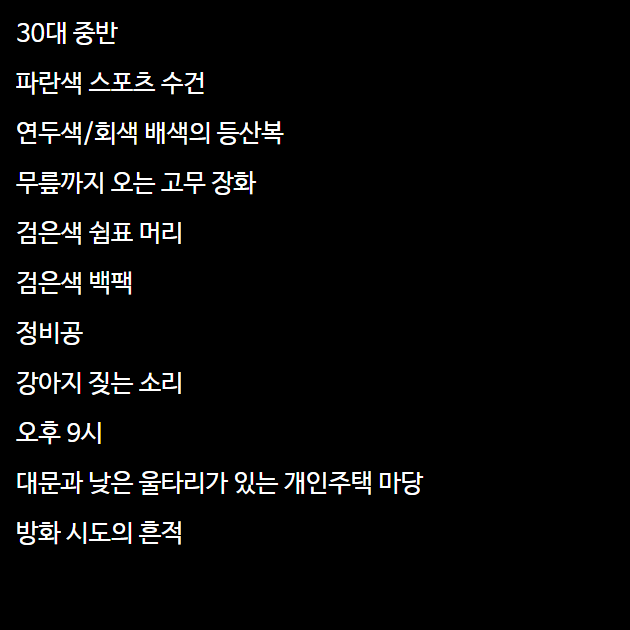 30대 중반
파란색 스포츠 수건
연두색/회색 배색의 등산복
무릎까지 오는 고무 장화
검은색 쉼표 머리
검은색 백팩
정비공
강아지 짖는 소리
오후 9시
대문과 낮은 울타리가 있는 개인주택 마당
방화 시도의 흔적